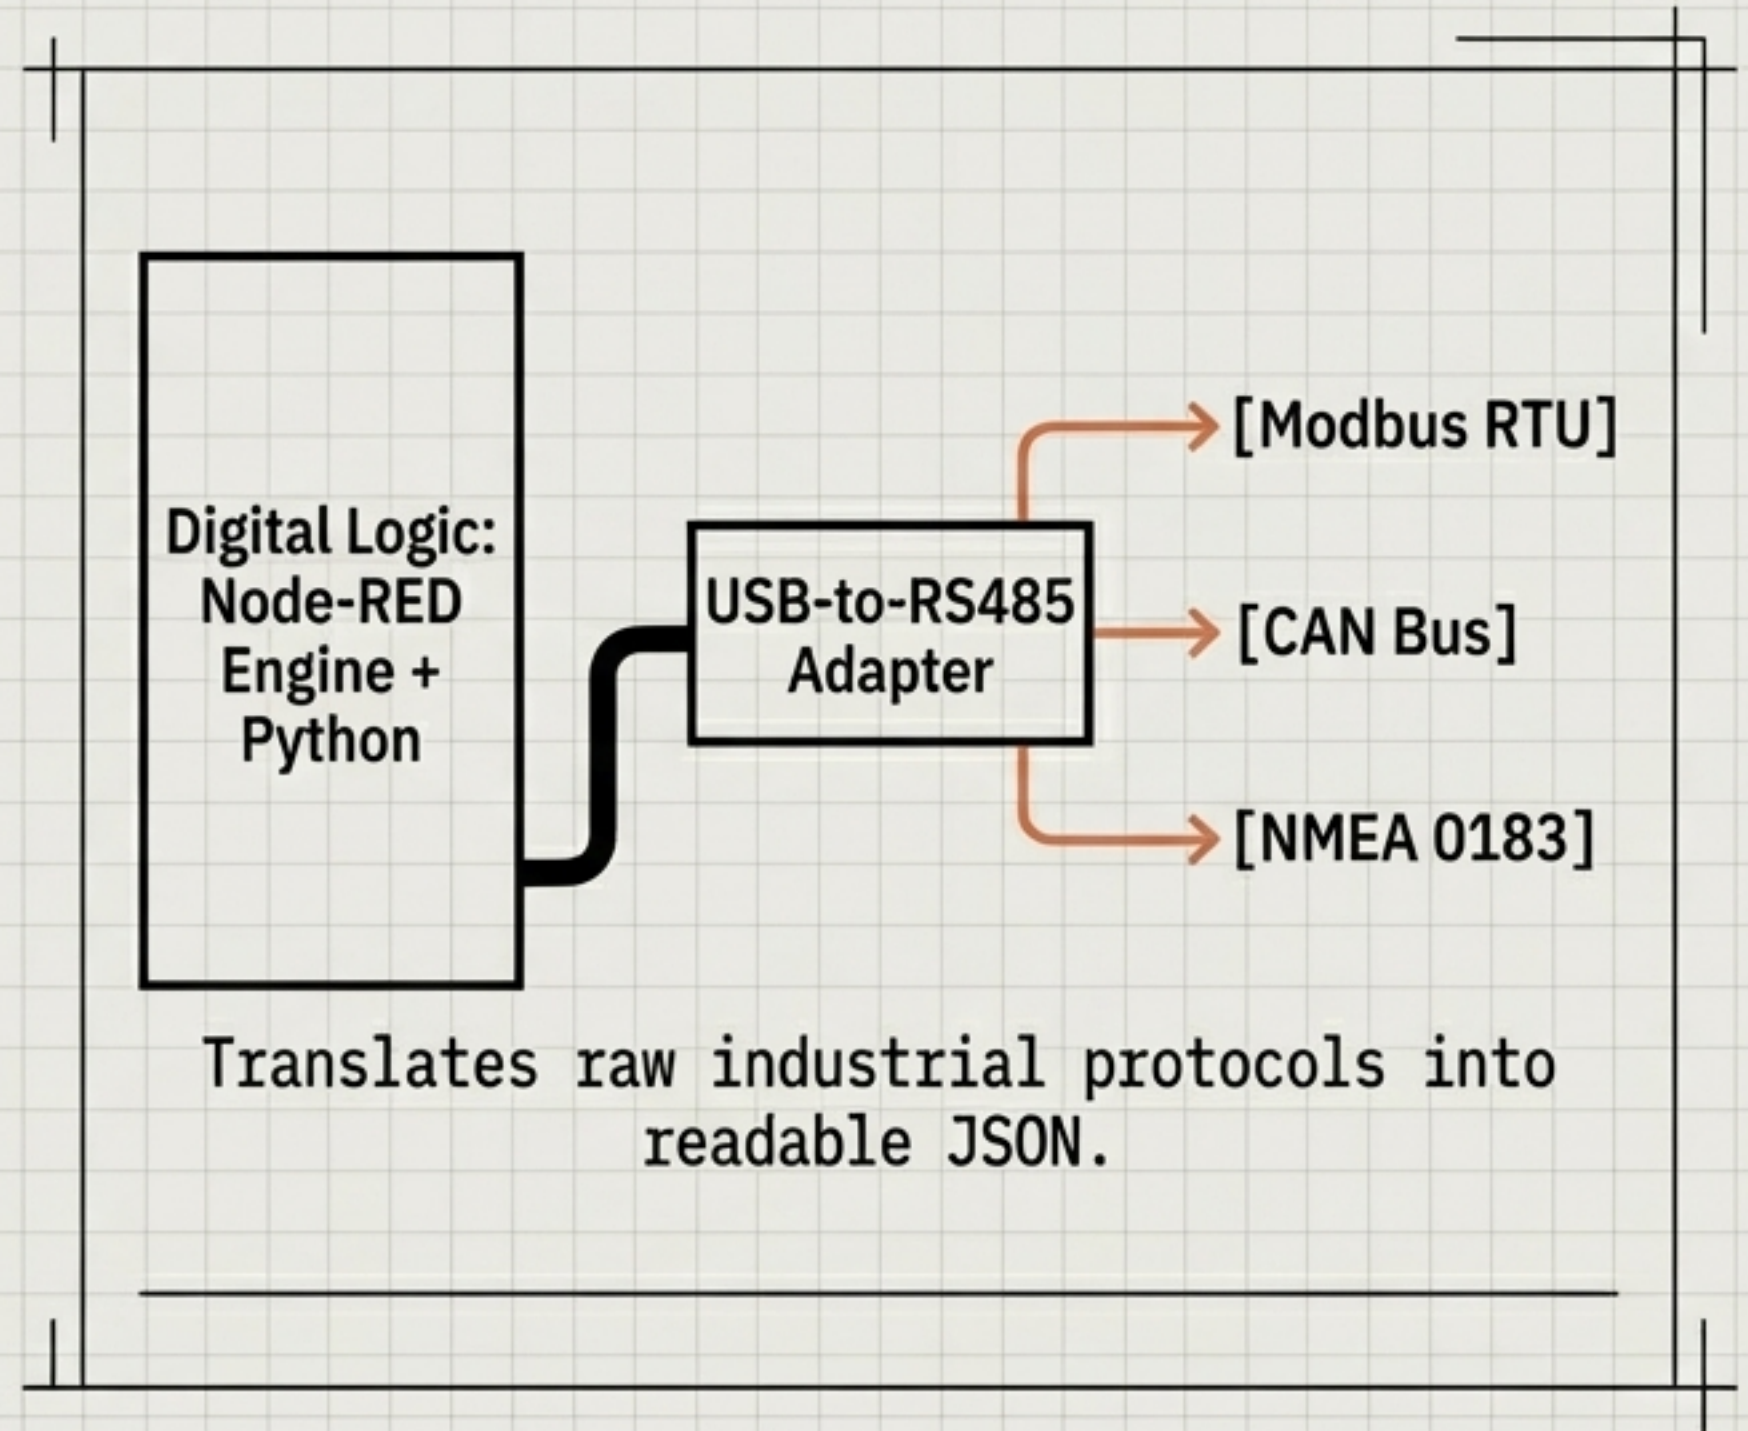 Digital Logic:
Node-RED
Engine +
Python
USB-to-RS485
Adapter
[Modbus RTU]
[CAN Bus]
[NMEA 0183]
Translates raw industrial protocols into
readable JSON.